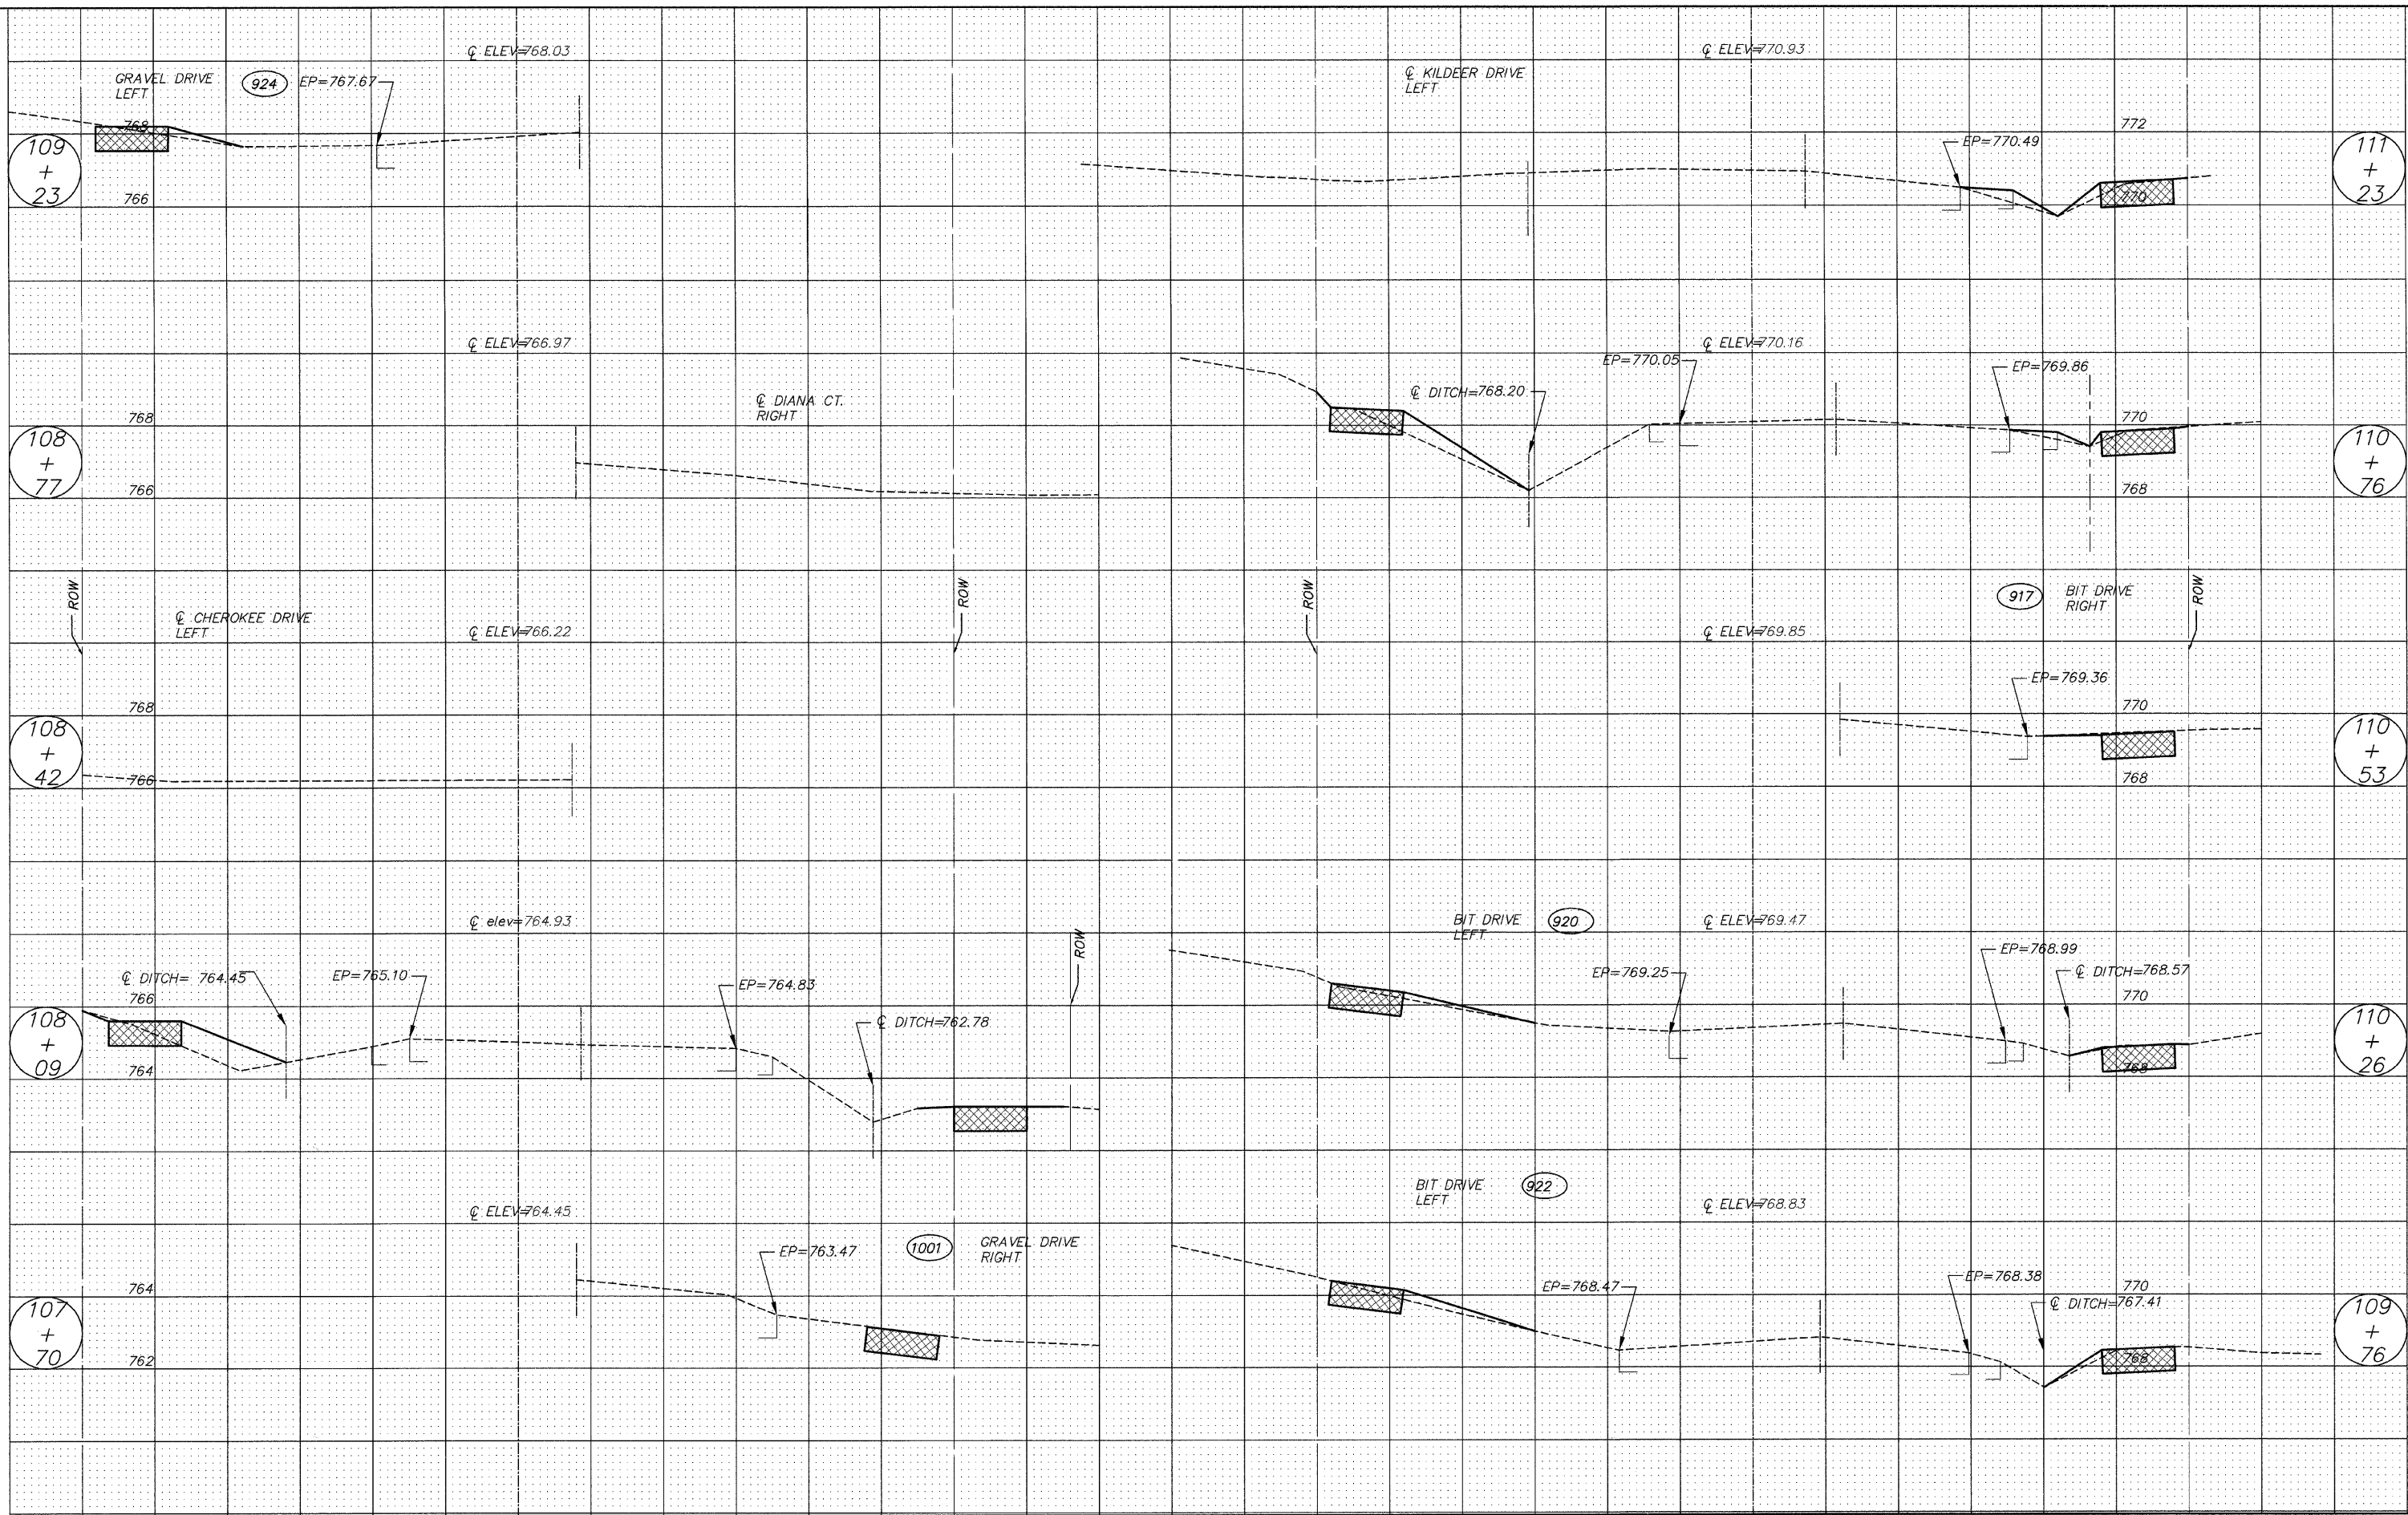 ℄ ELEV=768.03
GRAVEL DRIVE
LEFT
924
EP=767.67
768
109
+
23
766
℄ ELEV=766.97
℄ DIANA CT.
RIGHT
768
108
+
77
766
ROW
ROW
℄ CHEROKEE DRIVE
LEFT
℄ ELEV=766.22
768
108
+
42
766
℄ elev=764.93
ROW
℄ DITCH= 764.45
EP=765.10
EP=764.83
766
℄ DITCH=762.78
108
+
09
764
℄ ELEV=764.45
EP=763.47
1001
GRAVEL DRIVE
RIGHT
764
107
+
70
762
℄ ELEV=770.93
℄ KILDEER DRIVE
LEFT
772
EP=770.49
770
111
+
23
℄ ELEV=770.16
EP=770.05
EP=769.86
℄ DITCH=768.20
770
110
+
76
768
ROW
917
BIT DRIVE
RIGHT
ROW
℄ ELEV=769.85
EP=769.36
770
110
+
53
768
BIT DRIVE
LEFT
920
℄ ELEV=769.47
EP=768.99
EP=769.25
℄ DITCH=768.57
770
110
+
26
768
BIT DRIVE
LEFT
922
℄ ELEV=768.83
EP=768.47
EP=768.38
770
℄ DITCH=767.41
109
+
76
768